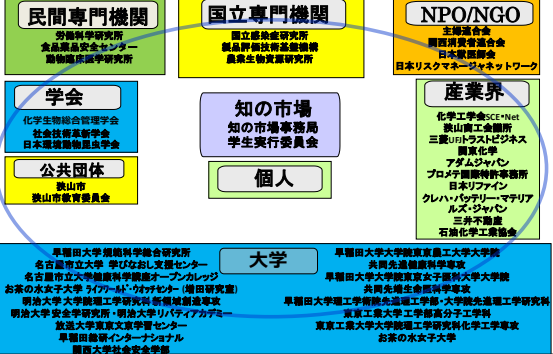 民間専門機関
労働科学研究所
食品薬品安全センター
動物臨床医学研究所
国立専門機関
国立感染症研究所
製品評価技術基盤機構
農業生物資源研究所
NPO/NGO
主婦連合会
関西消費者連合会
日本獣医師会
日本リスクマネージャネットワーク
学会
化学生物総合管理学会
社会技術革新学会
日本環境動物昆虫学会
知の市場
知の市場事務局
学生実行委員会
産業界
化学工学会SCE・Net
狭山商工会議所
三菱UFJトラストビジネス
関東化学
アダムジャパン
プロメテ国際特許事務所
日本リファイン
クレハ・バッテリー・マテリア
ルズ・ジャパン
三井不動産
石油化学工業協会
公共団体
狭山市
狭山市教育委員会
個人
大学
早稲田大学規範科学総合研究所
名古屋市立大学 学びなおし支援センター
名古屋市立大学健康科学講座オープンカレッジ
お茶の水女子大学 ライフワールド・ウオッチセンター (増田研究室)
明治大学 大学院理工学研究科新領域創造専攻
明治大学 安全学研究所・明治大学リバティアカデミー
放送大学東京文京学習センター
早稲田総研インターナショナル
関西大学社会安全学部
早稲田大学大学院東京農工大学大学院
共同先進健康科学専攻
早稲田大学大学院東京女子医科大学大学院
共同先端生命医科学専攻
早稲田大学理工学術院先進理工学部・大学院先進理工学研究科
東京工業大学 工学部高分子工学科
東京工業大学大学院理工学研究科化学工学専攻
お茶の水女子大学